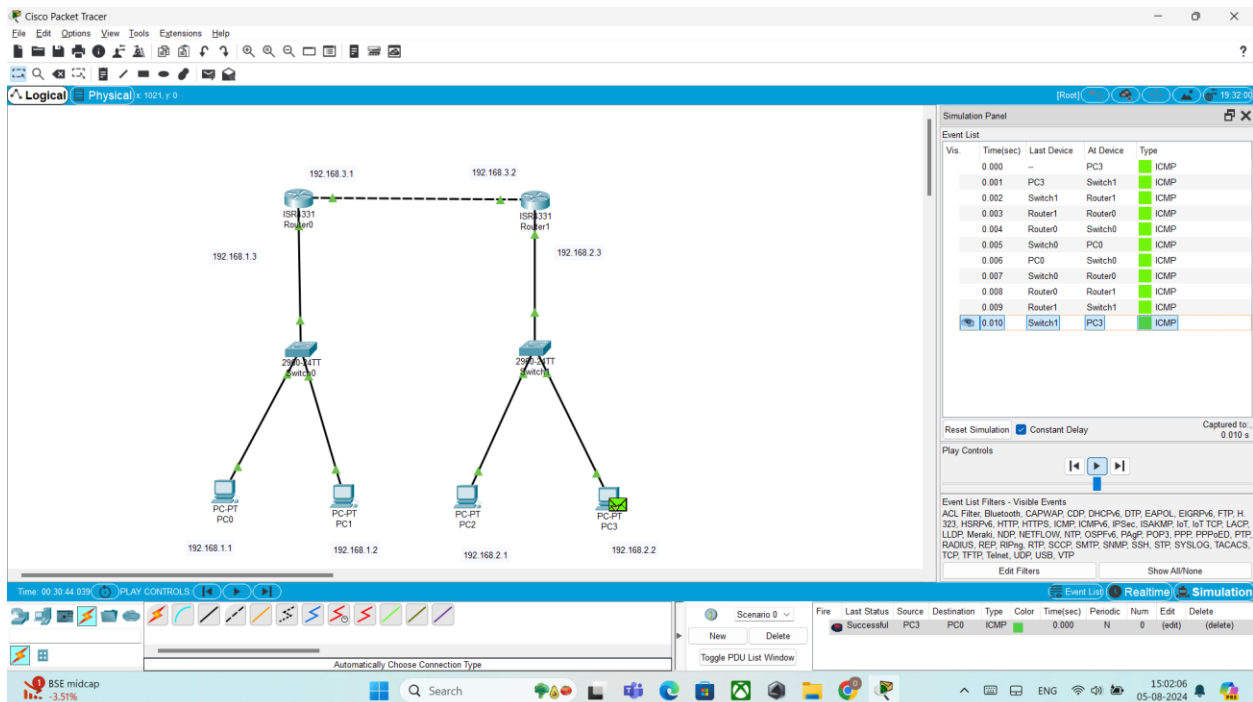 Cisco Packet Tracer
File Edit Options View Tools Extensions Help
?
Logical Physical x: 1021, y: 0 [Root] 19:32:00
192.168.3.1 192.168.3.2
ISR4331
Router0
ISR4331
Router1
192.168.1.3 192.168.2.3
2960-24TT
Switch0
2960-24TT
Switch1
PC-PT
PC0
PC-PT
PC1
PC-PT
PC2
PC-PT
PC3
192.168.1.1 192.168.1.2 192.168.2.1 192.168.2.2
Simulation Panel
Event List
Vis. Time(sec) Last Device At Device Type
0.000 -- PC3 ICMP
0.001 PC3 Switch1 ICMP
0.002 Switch1 Router1 ICMP
0.003 Router1 Router0 ICMP
0.004 Router0 Switch0 ICMP
0.005 Switch0 PC0 ICMP
0.006 PC0 Switch0 ICMP
0.007 Switch0 Router0 ICMP
0.008 Router0 Router1 ICMP
0.009 Router1 Switch1 ICMP
0.010 Switch1 PC3 ICMP
Reset Simulation Constant Delay Captured to:
0.010 s
Play Controls
Event List Filters - Visible Events
ACL Filter, Bluetooth, CAPWAP, CDP, DHCPv6, DTP, EAPOL, EIGRPv6, FTP, H.
323, HSRPv6, HTTP, HTTPS, ICMP, ICMPv6, IPSec, ISAKMP, IoT, IoT TCP, LACP,
LLDP, Meraki, NDP, NETFLOW, NTP, OSPFv6, PAgP, POP3, PPP, PPPoED, PTP,
RADIUS, REP, RIPng, RTP, SCCP, SMTP, SNMP, SSH, STP, SYSLOG, TACACS,
TCP, TFTP, Telnet, UDP, USB, VTP
Edit Filters Show All/None
Time: 00:30:44.039 PLAY CONTROLS: Event List Realtime Simulation
Automatically Choose Connection Type
Scenario 0
New Delete
Toggle PDU List Window
Fire Last Status Source Destination Type Color Time(sec) Periodic Num Edit Delete
Successful PC3 PC0 ICMP 0.000 N 0 (edit) (delete)
1
BSE midcap
-3.51%
Search
ENG
15:02:06
05-08-2024
PRE